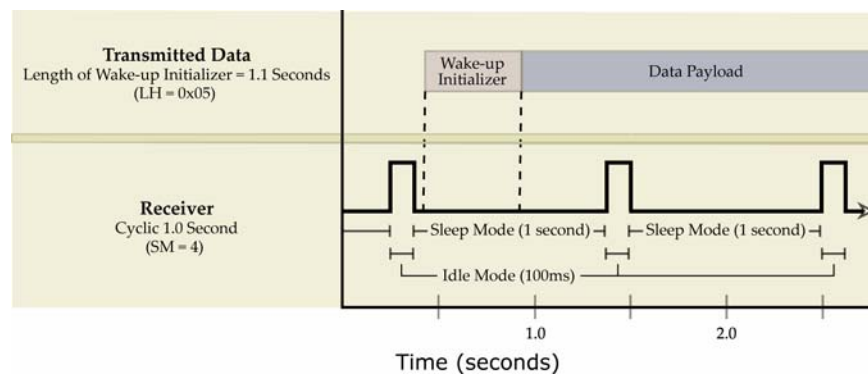 Transmitted Data
Length of Wake-up Initializer = 1.1 Seconds
(LH = 0x05)
Wake-up
Initializer
Data Payload
Receiver
Cyclic 1.0 Second
(SM = 4)
Sleep Mode (1 second)
Sleep Mode (1 second)
Idle Mode (100ms)
1.0
2.0
Time (seconds)